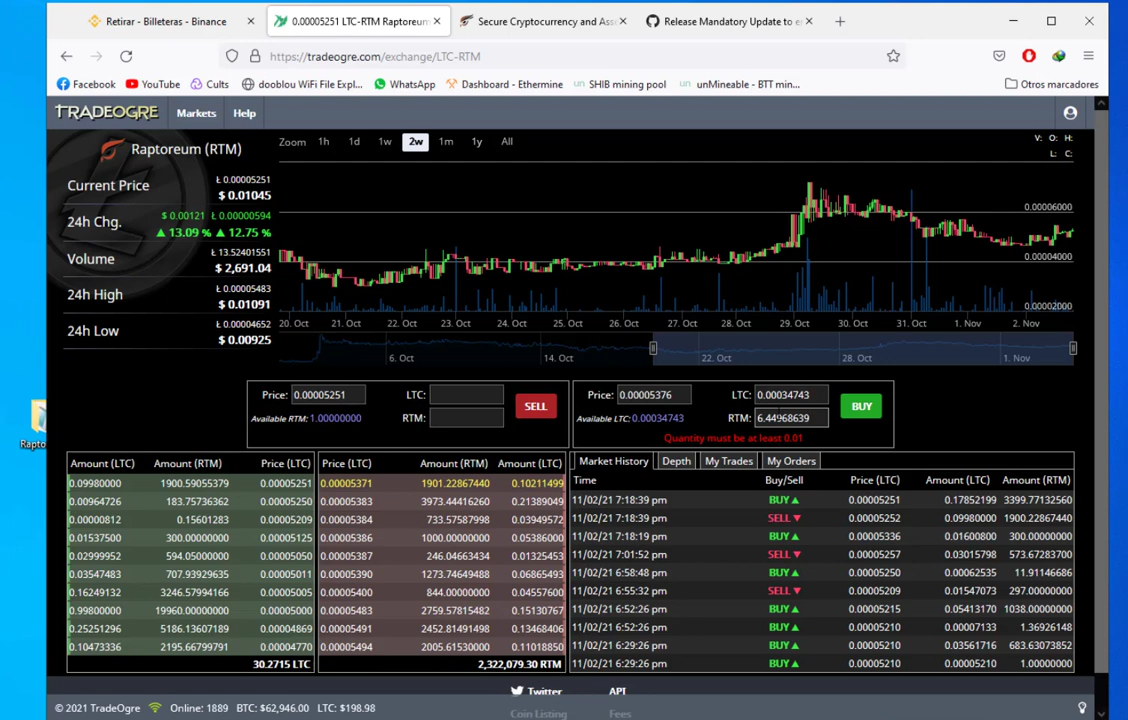 Retirar - Billeteras - Binance
0.00005251 LTC-RTM Raptoreum
Secure Cryptocurrency and Ass
Release Mandatory Update to
https://tradeogre.com/exchange/LTC-RTM
Facebook YouTube Cults dooblou WiFi File Expl... WhatsApp Dashboard - Ethermine SHIB mining pool unMineable - BTT min... Otros marcadores
TRADEOGRE Markets Help
Raptoreum (RTM)
Zoom 1h 1d 1w 2w 1m 1y All
V: O: H:
L: C:
Current Price Ł 0.00005251
$ 0.01045
24h Chg. $ 0.00121 Ł 0.00000594
▲ 13.09 % ▲ 12.75 %
Volume Ł 13.52401551
$ 2,691.04
24h High Ł 0.00005483
$ 0.01091
24h Low Ł 0.00004652
$ 0.00925
0.00006000
0.00004000
0.00002000
20. Oct 21. Oct 22. Oct 23. Oct 24. Oct 25. Oct 26. Oct 27. Oct 28. Oct 29. Oct 30. Oct 31. Oct 1. Nov 2. Nov
6. Oct 14. Oct 22. Oct 28. Oct 1. Nov
Price: 0.00005251 LTC:
Available RTM: 1.00000000 RTM:
SELL
Price: 0.00005376 LTC: 0.00034743
Available LTC: 0.00034743 RTM: 6.44968639
BUY
Quantity must be at least 0.01
Amount (LTC) Amount (RTM) Price (LTC)
0.09980000 1900.59055379 0.00005251
0.00964726 183.75736362 0.00005250
0.00000812 0.15601283 0.00005209
0.01537500 300.00000000 0.00005125
0.02999952 594.05000000 0.00005050
0.03547483 707.93929635 0.00005011
0.16249132 3246.57994166 0.00005005
0.99800000 19960.00000000 0.00005000
0.25251296 5186.13607189 0.00004869
0.10473336 2195.66799791 0.00004770
30.2715 LTC
Price (LTC) Amount (RTM) Amount (LTC)
0.00005371 1901.22867440 0.10211499
0.00005383 3973.44416260 0.21389049
0.00005384 733.57587998 0.03949572
0.00005386 1000.00000000 0.05386000
0.00005387 246.04663434 0.01325453
0.00005390 1273.74649488 0.06865493
0.00005400 844.00000000 0.04557600
0.00005483 2759.57815482 0.15130767
0.00005491 2452.81491498 0.13468406
0.00005494 2005.61530000 0.11018850
2,322,079.30 RTM
Market History Depth My Trades My Orders
Time Buy/Sell Price (LTC) Amount (LTC) Amount (RTM)
11/02/21 7:18:39 pm BUY ▲ 0.00005251 0.17852199 3399.77132560
11/02/21 7:18:39 pm SELL ▼ 0.00005252 0.09980000 1900.22867440
11/02/21 7:18:19 pm BUY ▲ 0.00005336 0.01600800 300.00000000
11/02/21 7:01:52 pm SELL ▼ 0.00005257 0.03015798 573.67283700
11/02/21 6:58:48 pm BUY ▲ 0.00005250 0.00062535 11.91146686
11/02/21 6:55:32 pm SELL ▼ 0.00005209 0.01547073 297.00000000
11/02/21 6:52:26 pm BUY ▲ 0.00005215 0.05413170 1038.00000000
11/02/21 6:52:26 pm BUY ▲ 0.00005210 0.00007133 1.36926148
11/02/21 6:29:26 pm BUY ▲ 0.00005210 0.03561716 683.63073852
11/02/21 6:29:26 pm BUY ▲ 0.00005210 0.00005210 1.00000000
Twitter API
Coin Listing Fees
© 2021 TradeOgre Online: 1889 BTC: $62,946.00 LTC: $198.98
Rapto